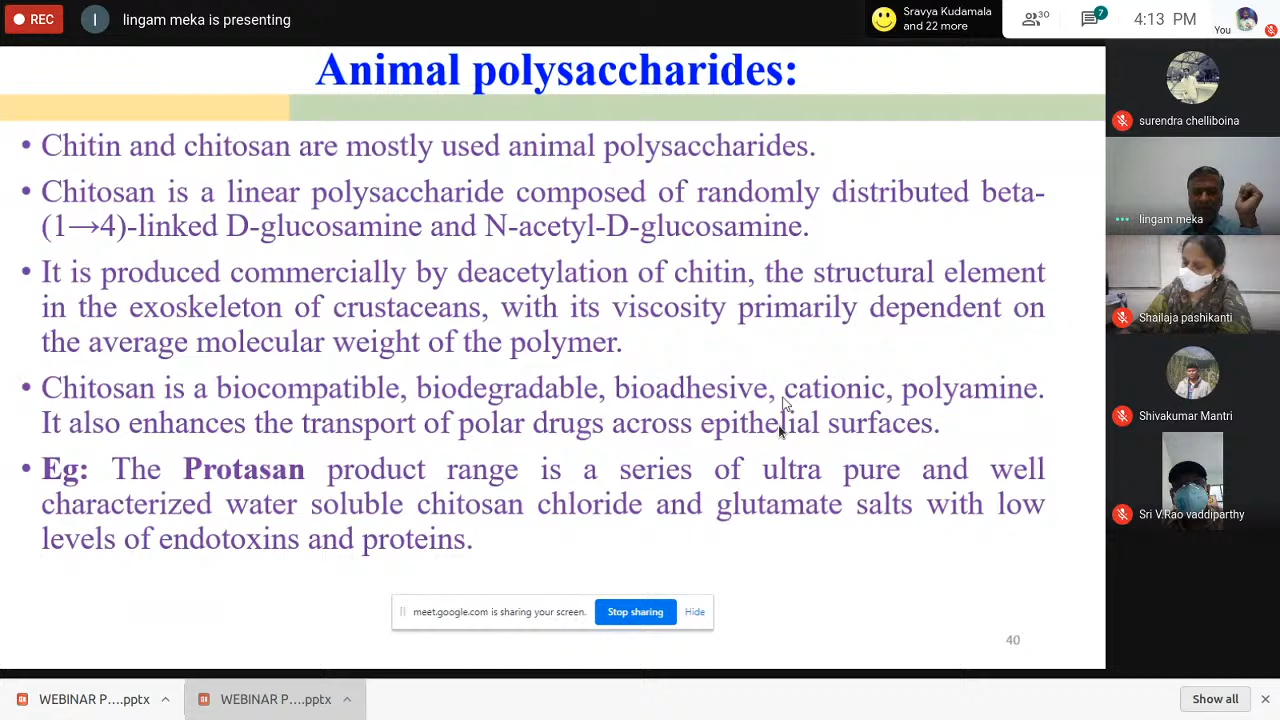 REC
I
lingam meka is presenting
Sravya Kudamala
and 22 more
30
7
4:13 PM
You
Animal polysaccharides:
• Chitin and chitosan are mostly used animal polysaccharides.
• Chitosan is a linear polysaccharide composed of randomly distributed beta-
(1→4)-linked D-glucosamine and N-acetyl-D-glucosamine.
• It is produced commercially by deacetylation of chitin, the structural element
in the exoskeleton of crustaceans, with its viscosity primarily dependent on
the average molecular weight of the polymer.
• Chitosan is a biocompatible, biodegradable, bioadhesive, cationic, polyamine.
It also enhances the transport of polar drugs across epithelial surfaces.
• Eg: The Protasan product range is a series of ultra pure and well
characterized water soluble chitosan chloride and glutamate salts with low
levels of endotoxins and proteins.
meet.google.com is sharing your screen.
Stop sharing
Hide
40
surendra chelliboina
lingam meka
Shailaja pashikanti
Shivakumar Mantri
Sri V.Rao vaddiparthy
WEBINAR P....pptx
WEBINAR P....pptx
Show all